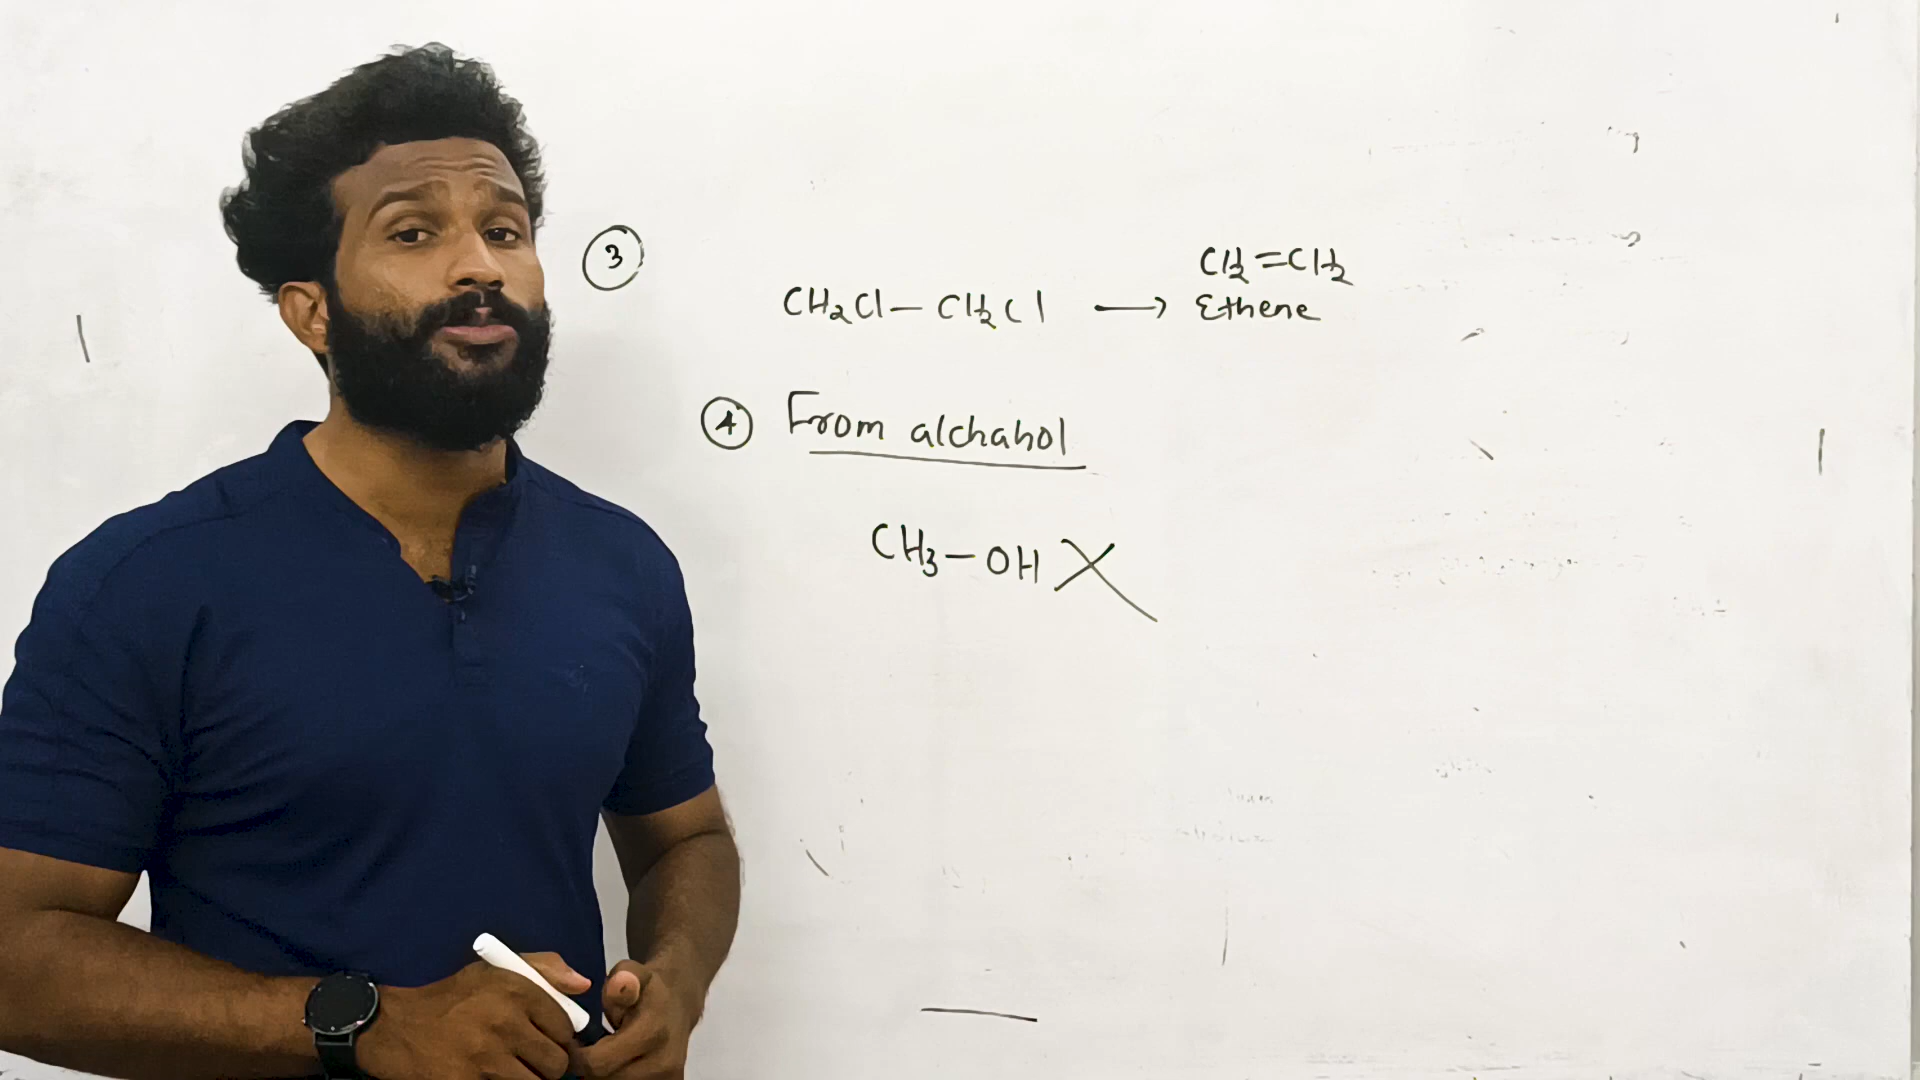 3
CH₂Cl—CH₂Cl ⟶ CH₂=CH₂
Ethene
4 From alchahol
CH₃—OH X